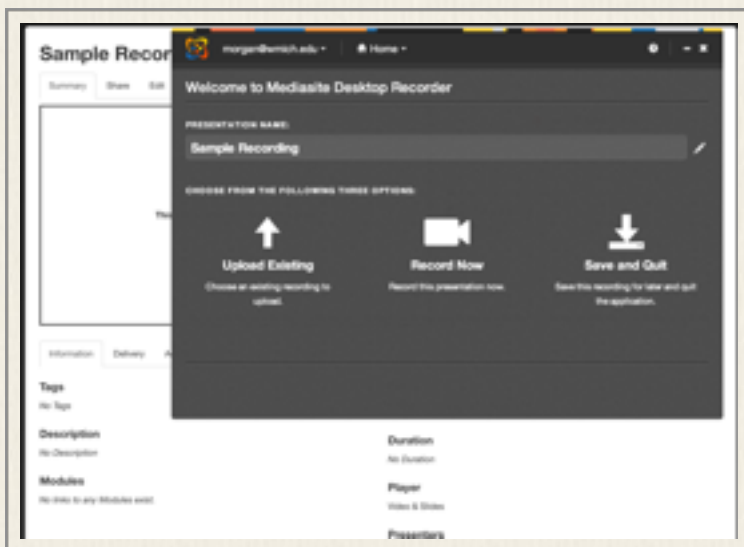 Sample Recor
morgan@wmich.edu
Home
Summary Share Edit
Welcome to Mediasite Desktop Recorder
PRESENTATION NAME:
Sample Recording
CHOOSE FROM THE FOLLOWING THREE OPTIONS:
Upload Existing
Choose an existing recording to
upload.
Record Now
Record this presentation now.
Save and Quit
Save this recording for later and quit
the application.
Information Delivery A
Tags
No Tags
Description
No Description
Modules
No links to any Modules exist.
Duration
No Duration
Player
Video & Slides
Presenters